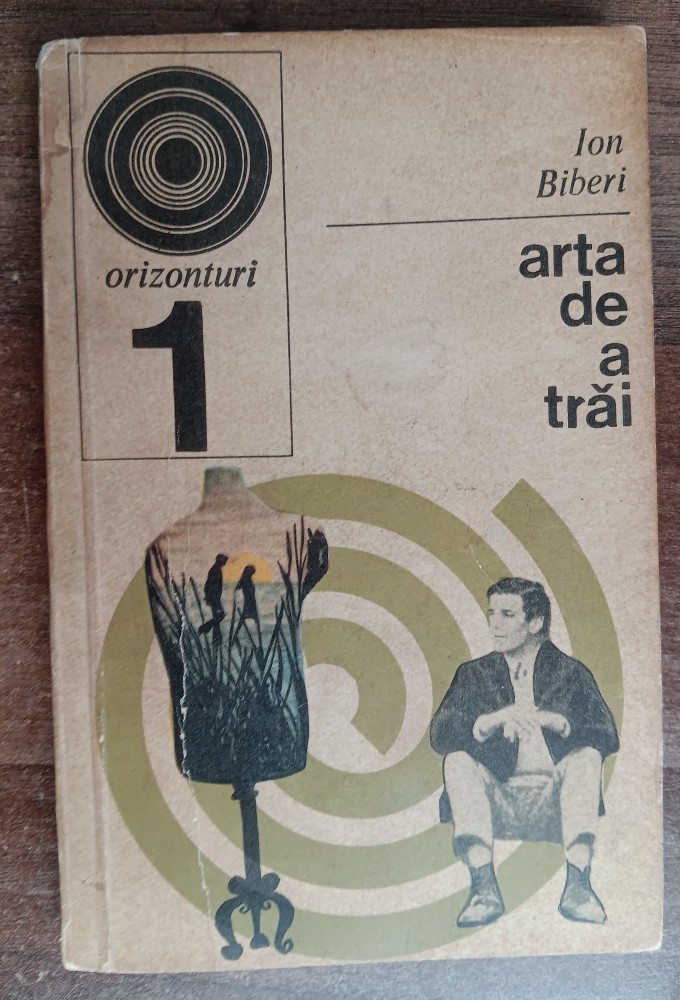 orizonturi
1
Ion
Biberi
arta
de
a
trăi